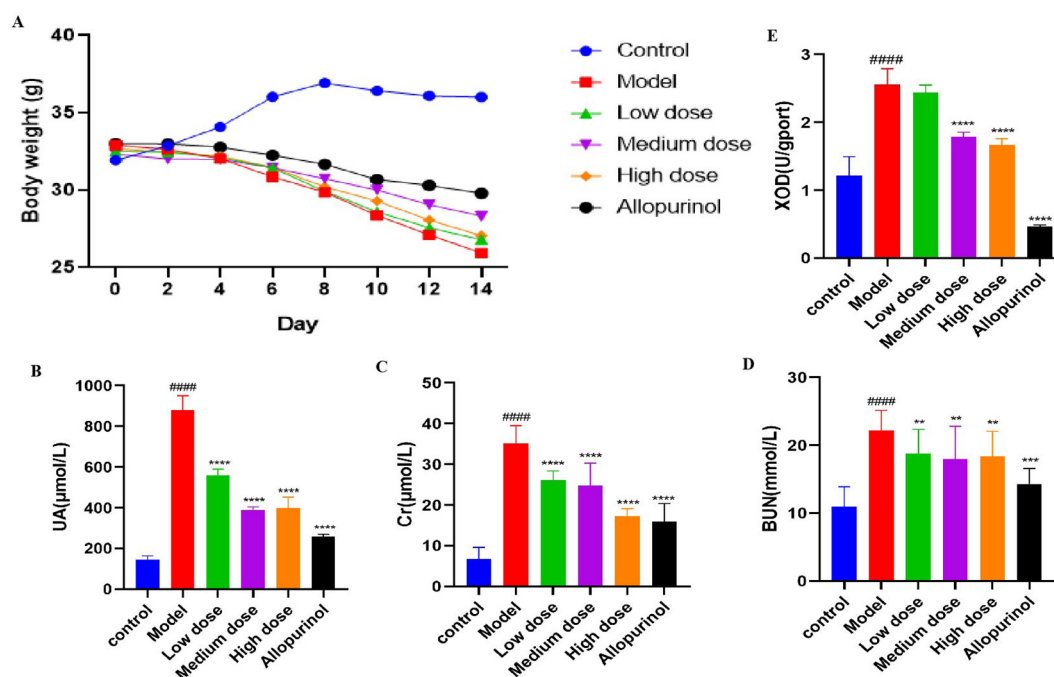 A
40
35
30
25
Body weight (g)
0 2 4 6 8 10 12 14
Day
Control
Model
Low dose
Medium dose
High dose
Allopurinol
E
3
2
1
0
XOD(U/gport)
####
****
****
****
control
Model
Low dose
Medium dose
High dose
Allopurinol
B
1000
800
600
400
200
0
UA(μmol/L)
####
****
****
****
****
control
Model
Low dose
Medium dose
High dose
Allopurinol
C
50
40
30
20
10
0
Cr(μmol/L)
####
****
****
****
****
control
Model
Low dose
Medium dose
High dose
Allopurinol
D
30
20
10
0
BUN(mmol/L)
####
**
**
**
***
control
Model
Low dose
Medium dose
High dose
Allopurinol